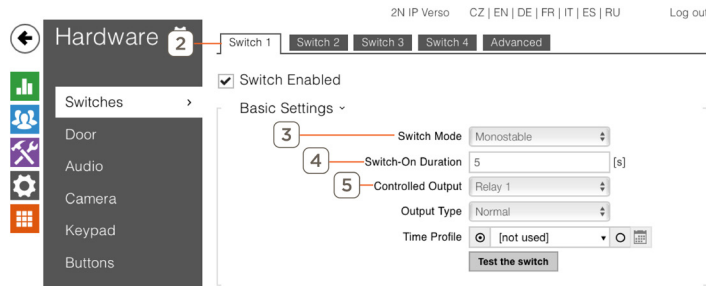 2N IP Verso CZ | EN | DE | FR | IT | ES | RU Log out
Hardware 2
Switch 1 Switch 2 Switch 3 Switch 4 Advanced
Switch Enabled
Switches ›
Basic Settings
Door
3 Switch Mode Monostable
Audio
4 Switch-On Duration 5 [s]
5 Controlled Output Relay 1
Camera
Output Type Normal
Keypad
Time Profile [not used]
Buttons
Test the switch